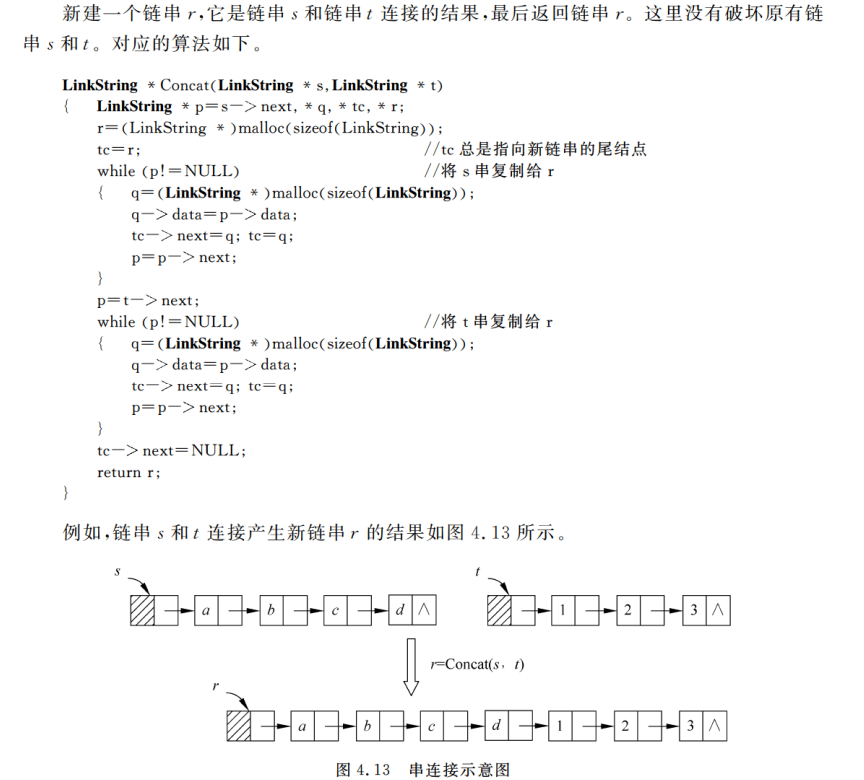 新建一个链串 r,它是链串 s 和链串 t 连接的结果,最后返回链串 r。这里没有破坏原有链
串 s 和 t。对应的算法如下。
LinkString * Concat(LinkString * s,LinkString * t)
{ LinkString * p=s—>next, * q, * tc, * r;
r=(LinkString * )malloc(sizeof(LinkString));
tc=r; //tc 总是指向新链串的尾结点
while (p!=NULL) //将 s 串复制给 r
{ q=(LinkString * )malloc(sizeof(LinkString));
q—>data=p—>data;
tc—>next=q; tc=q;
p=p—>next;
}
p=t—>next;
while (p!=NULL) //将 t 串复制给 r
{ q=(LinkString * )malloc(sizeof(LinkString));
q—>data=p—>data;
tc—>next=q; tc=q;
p=p—>next;
}
tc—>next=NULL;
return r;
}
例如,链串 s 和 t 连接产生新链串 r 的结果如图 4.13 所示。
s t
a b c d ∧ 1 2 3 ∧
r=Concat(s, t)
r
a b c d 1 2 3 ∧
图 4.13 串连接示意图